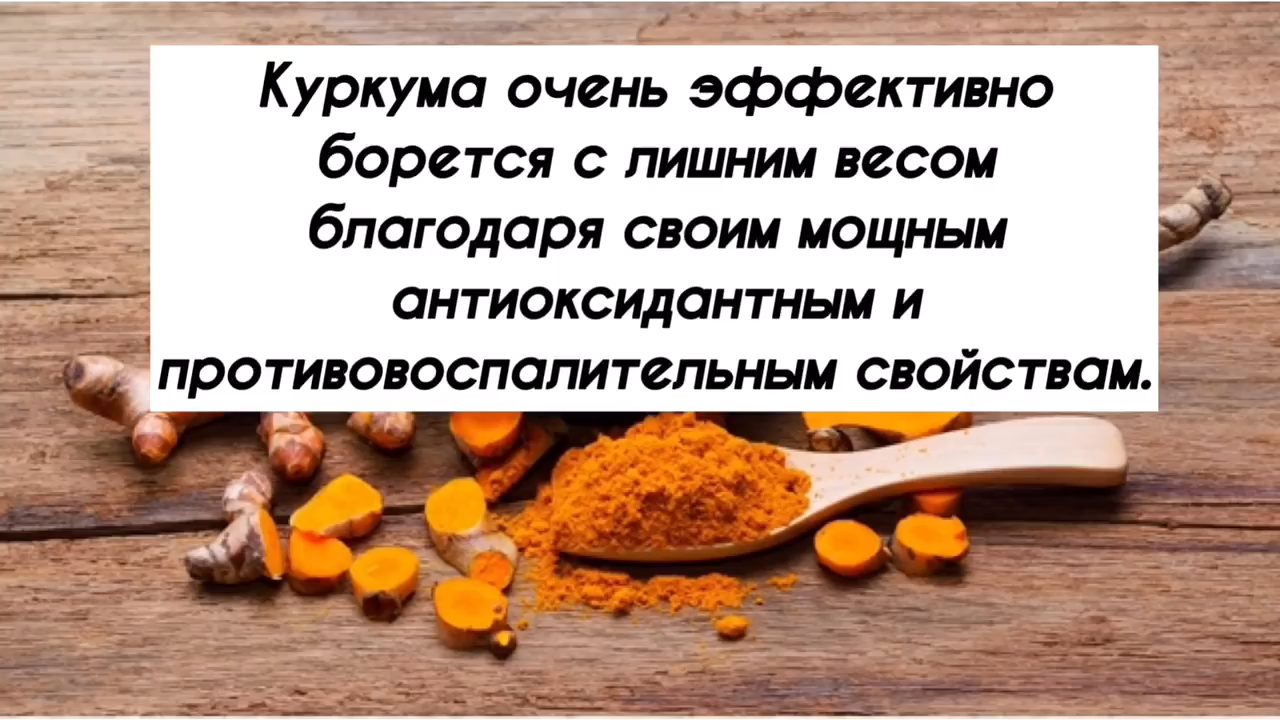 Куркума очень эффективно
борется с лишним весом
благодаря своим мощным
антиоксидантным и
противовоспалительным свойствам.